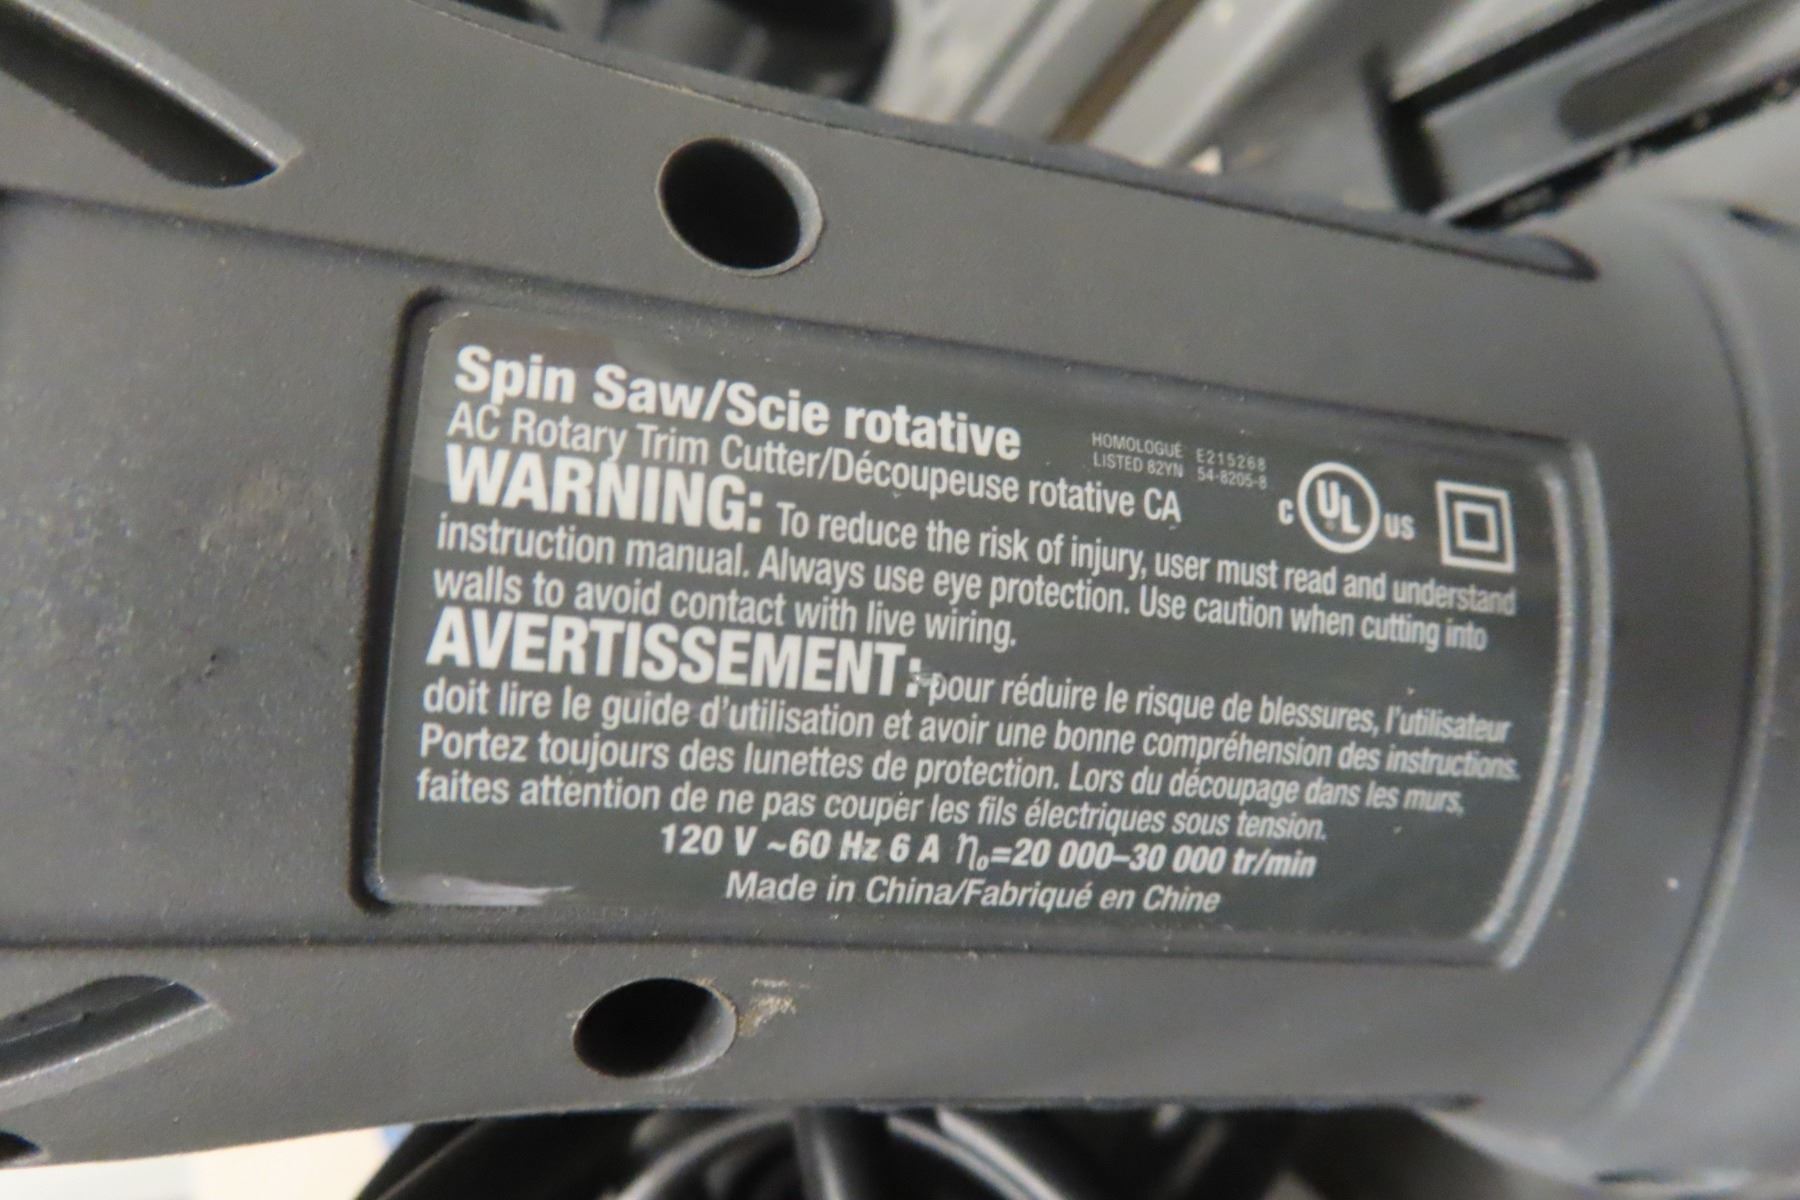 Spin Saw/Scie rotative
AC Rotary Trim Cutter/Découpeuse rotative CA
HOMOLOGUÉ E215268
LISTED 82YN 54-8205-8
C UL US
WARNING: To reduce the risk of injury, user must read and understand
instruction manual. Always use eye protection. Use caution when cutting into
walls to avoid contact with live wiring.
AVERTISSEMENT: pour réduire le risque de blessures, l'utilisateur
doit lire le guide d'utilisation et avoir une bonne compréhension des instructions.
Portez toujours des lunettes de protection. Lors du découpage dans les murs,
faites attention de ne pas couper les fils électriques sous tension.
120 V ~60 Hz 6 A ηo=20 000–30 000 tr/min
Made in China/Fabriqué en Chine